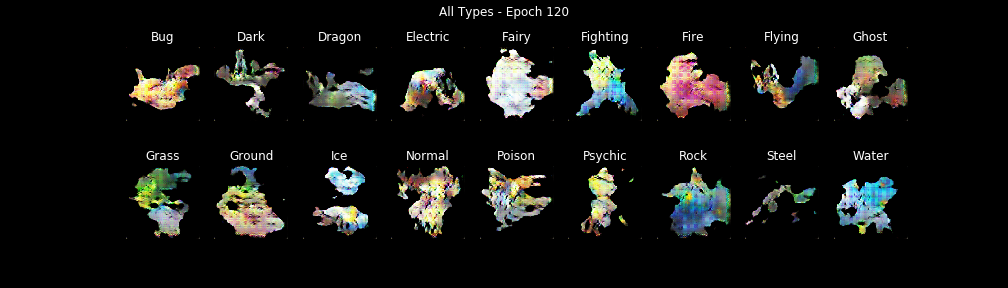 All Types - Epoch 120
Bug Dark Dragon Electric Fairy Fighting Fire Flying Ghost
Grass Ground Ice Normal Poison Psychic Rock Steel Water